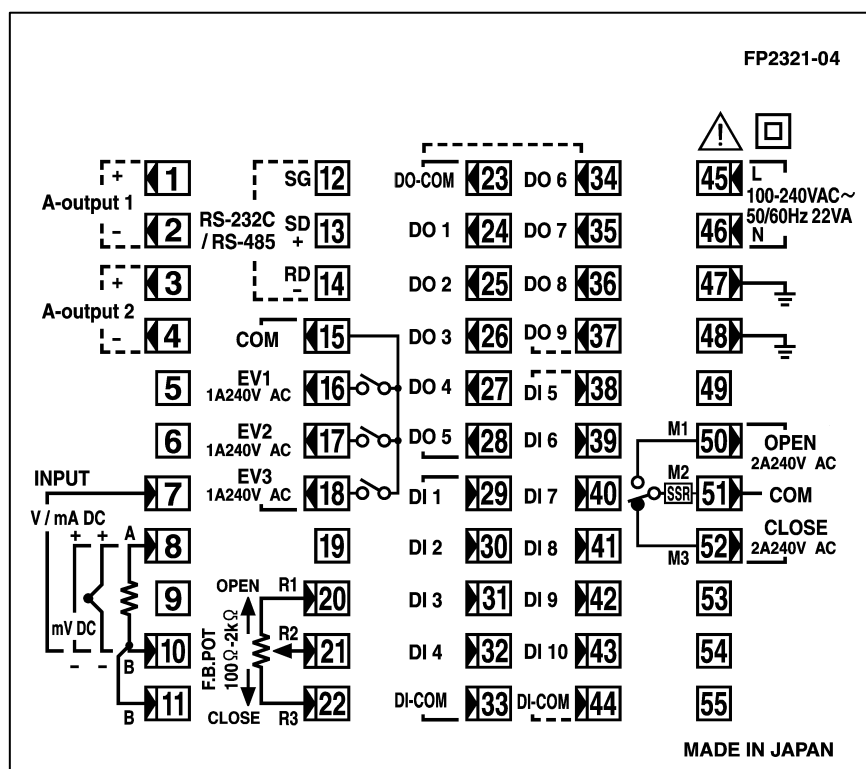 FP2321-04
A-output 1
+
−
1
2
A-output 2
+
−
3
4
5
6
INPUT
7
V / mA DC
+ + A
8
9
mV DC
− − B
10
B
11
RS-232C
/ RS-485
SG 12
SD
+
13
RD
−
14
COM 15
EV1
1A240V AC
16
EV2
1A240V AC
17
EV3
1A240V AC
18
19
F.B.POT
100Ω-2kΩ
OPEN
R1
20
R2
21
CLOSE
R3
22
DO-COM 23
DO 1 24
DO 2 25
DO 3 26
DO 4 27
DO 5 28
DI 1 29
DI 2 30
DI 3 31
DI 4 32
DI-COM 33
DO 6 34
DO 7 35
DO 8 36
DO 9 37
DI 5 38
DI 6 39
DI 7 40
DI 8 41
DI 9 42
DI 10 43
DI-COM 44
45 L
100-240VAC~
50/60Hz 22VA
46 N
47
48
49
M1
50
OPEN
2A240V AC
M2
SSR
51
COM
M3
52
CLOSE
2A240V AC
53
54
55
MADE IN JAPAN